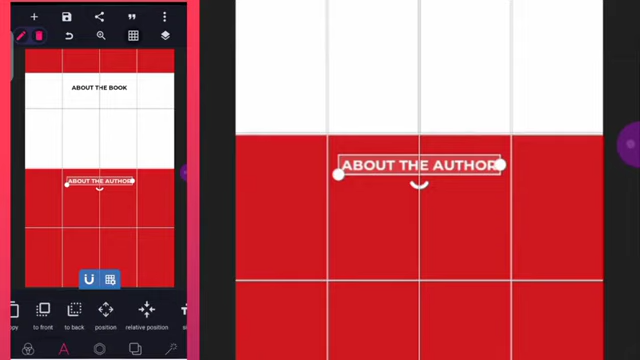 ABOUT THE BOOK
ABOUT THE AUTHOR
to front
to back
position
relative position
ABOUT THE AUTHOR